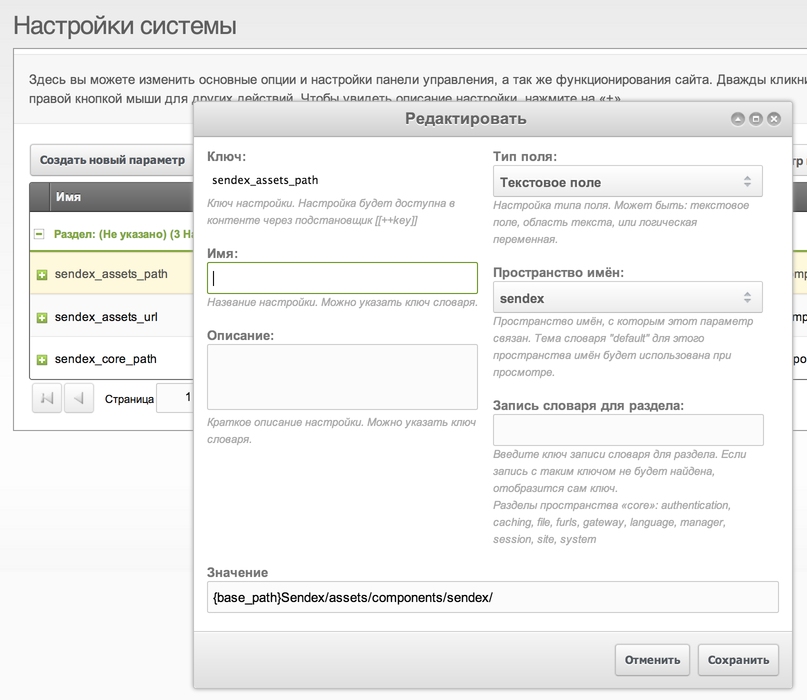 Настройки системы
Здесь вы можете изменить основные опции и настройки панели управления, а так же функционирования сайта. Дважды
правой кнопкой мыши для других действий. Чтобы увидеть описание настройки, нажмите на «+».
Создать новый параметр
Имя
Раздел: (Не указано) (3
sendex_assets_path
sendex_assets_url
sendex_core_path
Страница 1
Редактировать
Ключ:
sendex_assets_path
Ключ настройки. Настройка будет доступна в
контенте через подстановщик [[++key]]
Имя:
Название настройки. Можно указать ключ словаря.
Описание:
Краткое описание настройки. Можно указать ключ
словаря.
Тип поля:
Текстовое поле
Настройка типа поля. Может быть: текстовое
поле, область текста, или логическая
переменная.
Пространство имён:
sendex
Пространство имён, с которым этот параметр
связан. Тема словаря "default" для этого
пространства имён будет использована при
просмотре.
Запись словаря для раздела:
Введите ключ записи словаря для раздела. Если
запись с таким ключом не будет найдена,
отобразится сам ключ.
Разделы пространства «core»: authentication,
caching, file, furls, gateway, language, manager,
session, site, system
Значение
{base_path}Sendex/assets/components/sendex/
Отменить
Сохранить